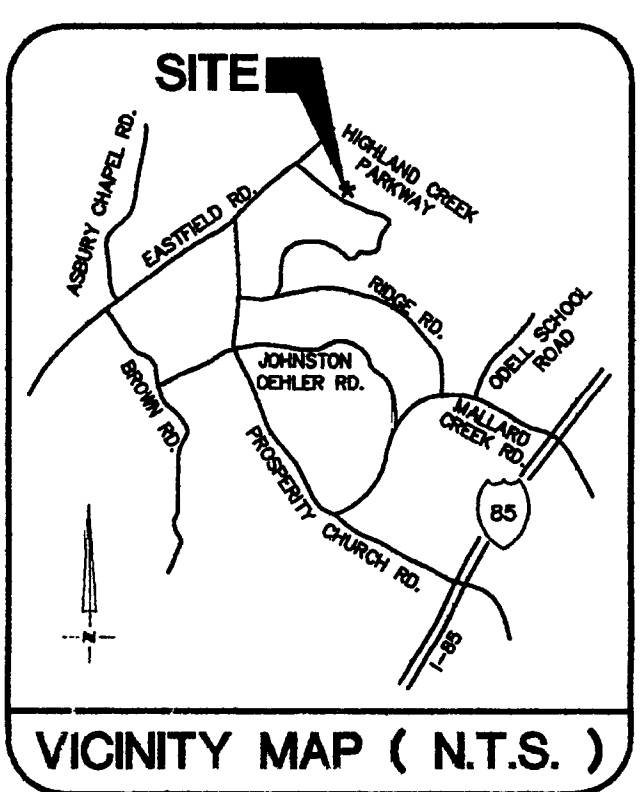 SITE
ASBURY CHAPEL RD.
EASTFIELD RD.
HIGHLAND CREEK
PARKWAY
RIDGE RD.
ODELL SCHOOL
ROAD
JOHNSTON
OEHLER RD.
BROWN RD.
MALLARD
CREEK RD.
PROSPERITY CHURCH RD.
85
I-85
N
VICINITY MAP ( N.T.S. )